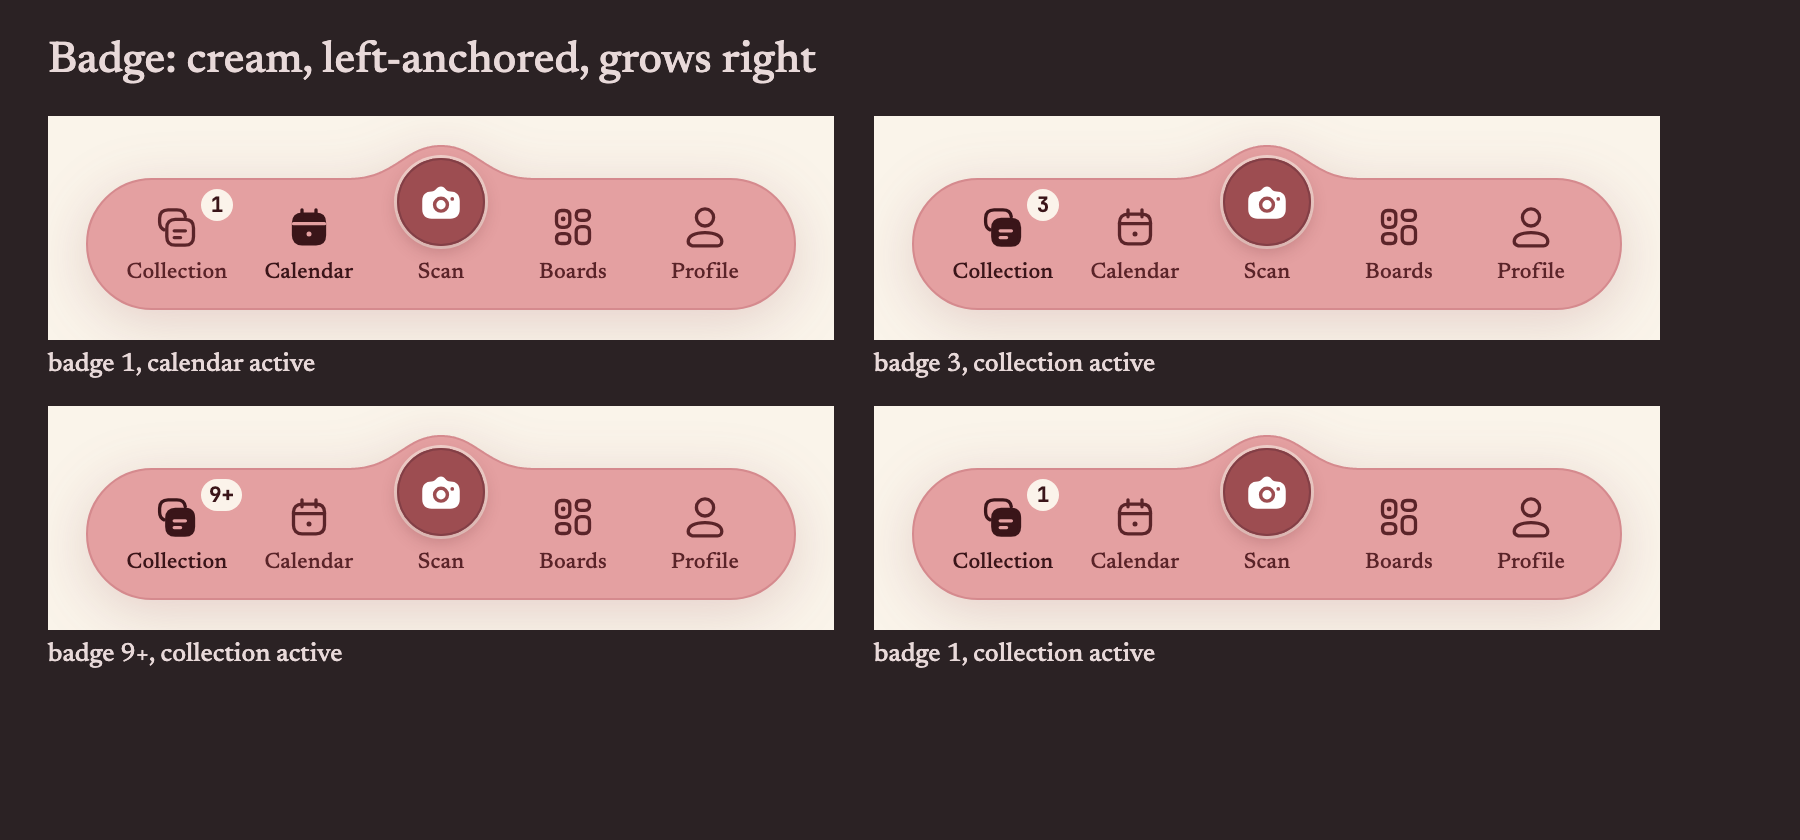 Badge: cream, left-anchored, grows right
1
Collection Calendar Scan Boards Profile
badge 1, calendar active
3
Collection Calendar Scan Boards Profile
badge 3, collection active
9+
Collection Calendar Scan Boards Profile
badge 9+, collection active
1
Collection Calendar Scan Boards Profile
badge 1, collection active